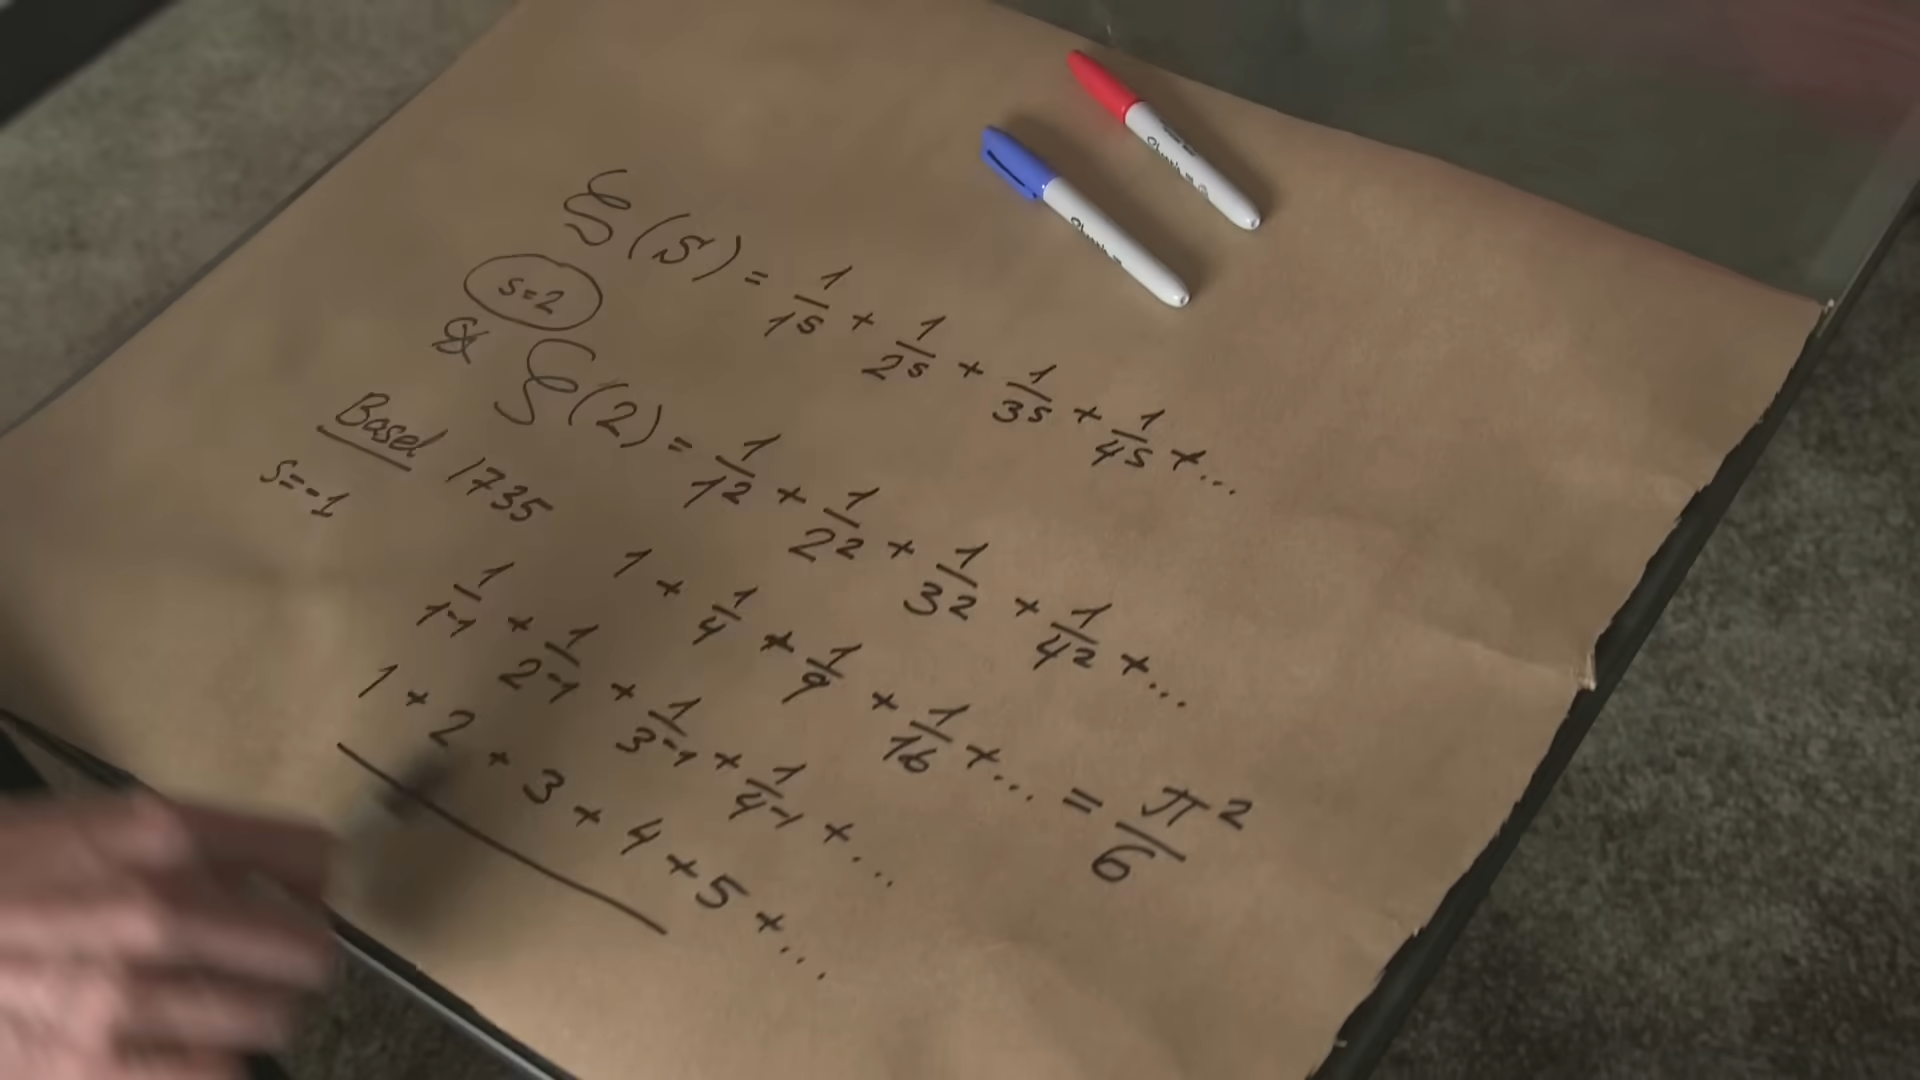 ζ(s) = 1/1^s + 1/2^s + 1/3^s + 1/4^s + ...
s=2
ζ(2) = 1/1^2 + 1/2^2 + 1/3^2 + 1/4^2 + ...
Basel 1735
1 + 1/4 + 1/9 + 1/16 + ... = π^2/6
s=-1
1/1^-1 + 1/2^-1 + 1/3^-1 + 1/4^-1 + ...
1 + 2 + 3 + 4 + 5 + ...